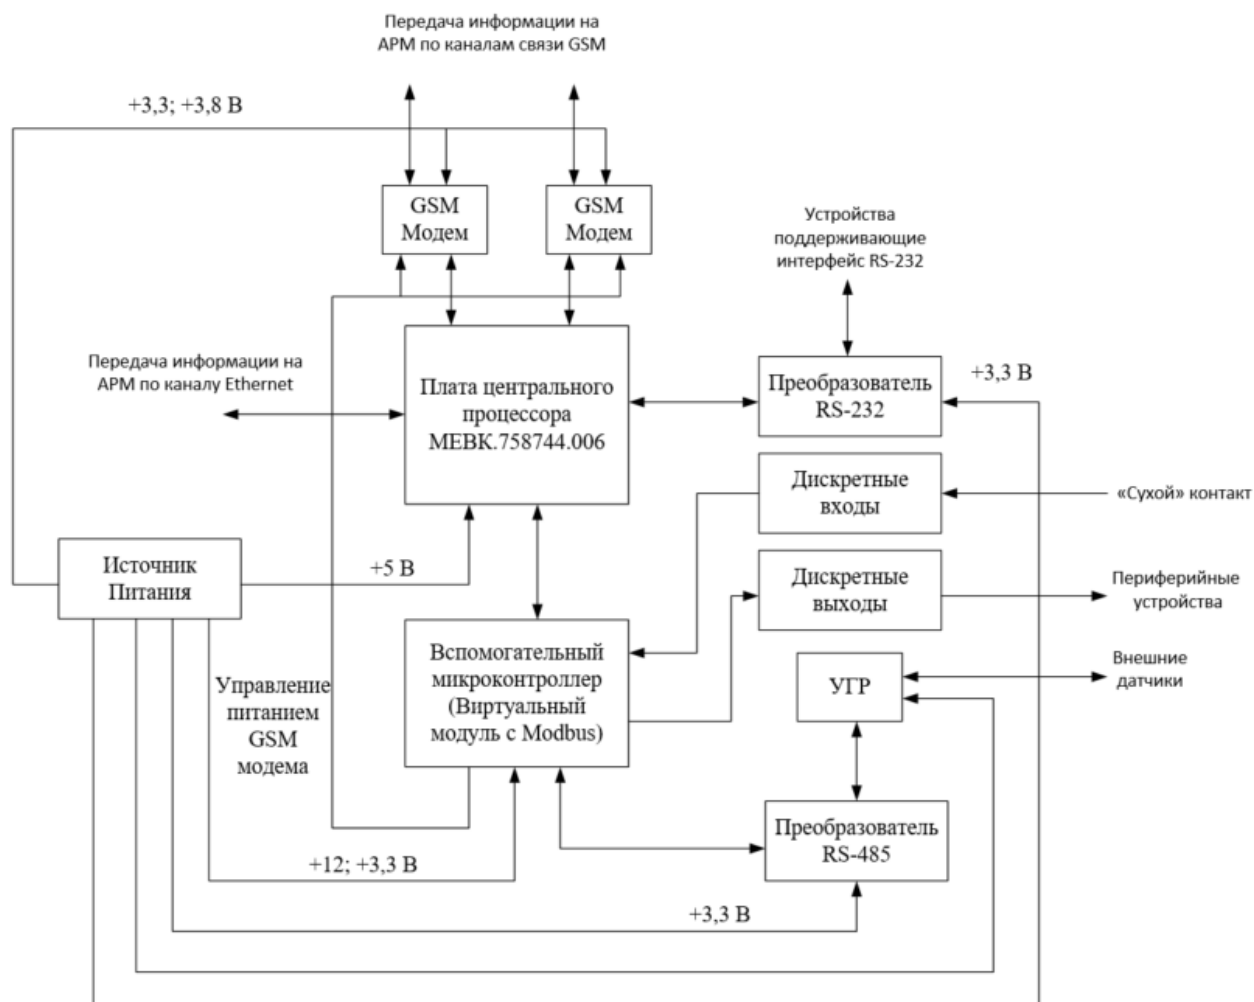 Передача информации на
АРМ по каналам связи GSM
+3,3; +3,8 В
GSM
Модем
GSM
Модем
Устройства
поддерживающие
интерфейс RS-232
Передача информации на
АРМ по каналу Ethernet
Плата центрального
процессора
МЕВК.758744.006
Преобразователь
RS-232
+3,3 В
Дискретные
входы
«Сухой» контакт
Источник
Питания
+5 В
Дискретные
выходы
Периферийные
устройства
Вспомогательный
микроконтроллер
(Виртуальный
модуль с Modbus)
УГР
Внешние
датчики
Управление
питанием
GSM
модема
Преобразователь
RS-485
+12; +3,3 В
+3,3 В